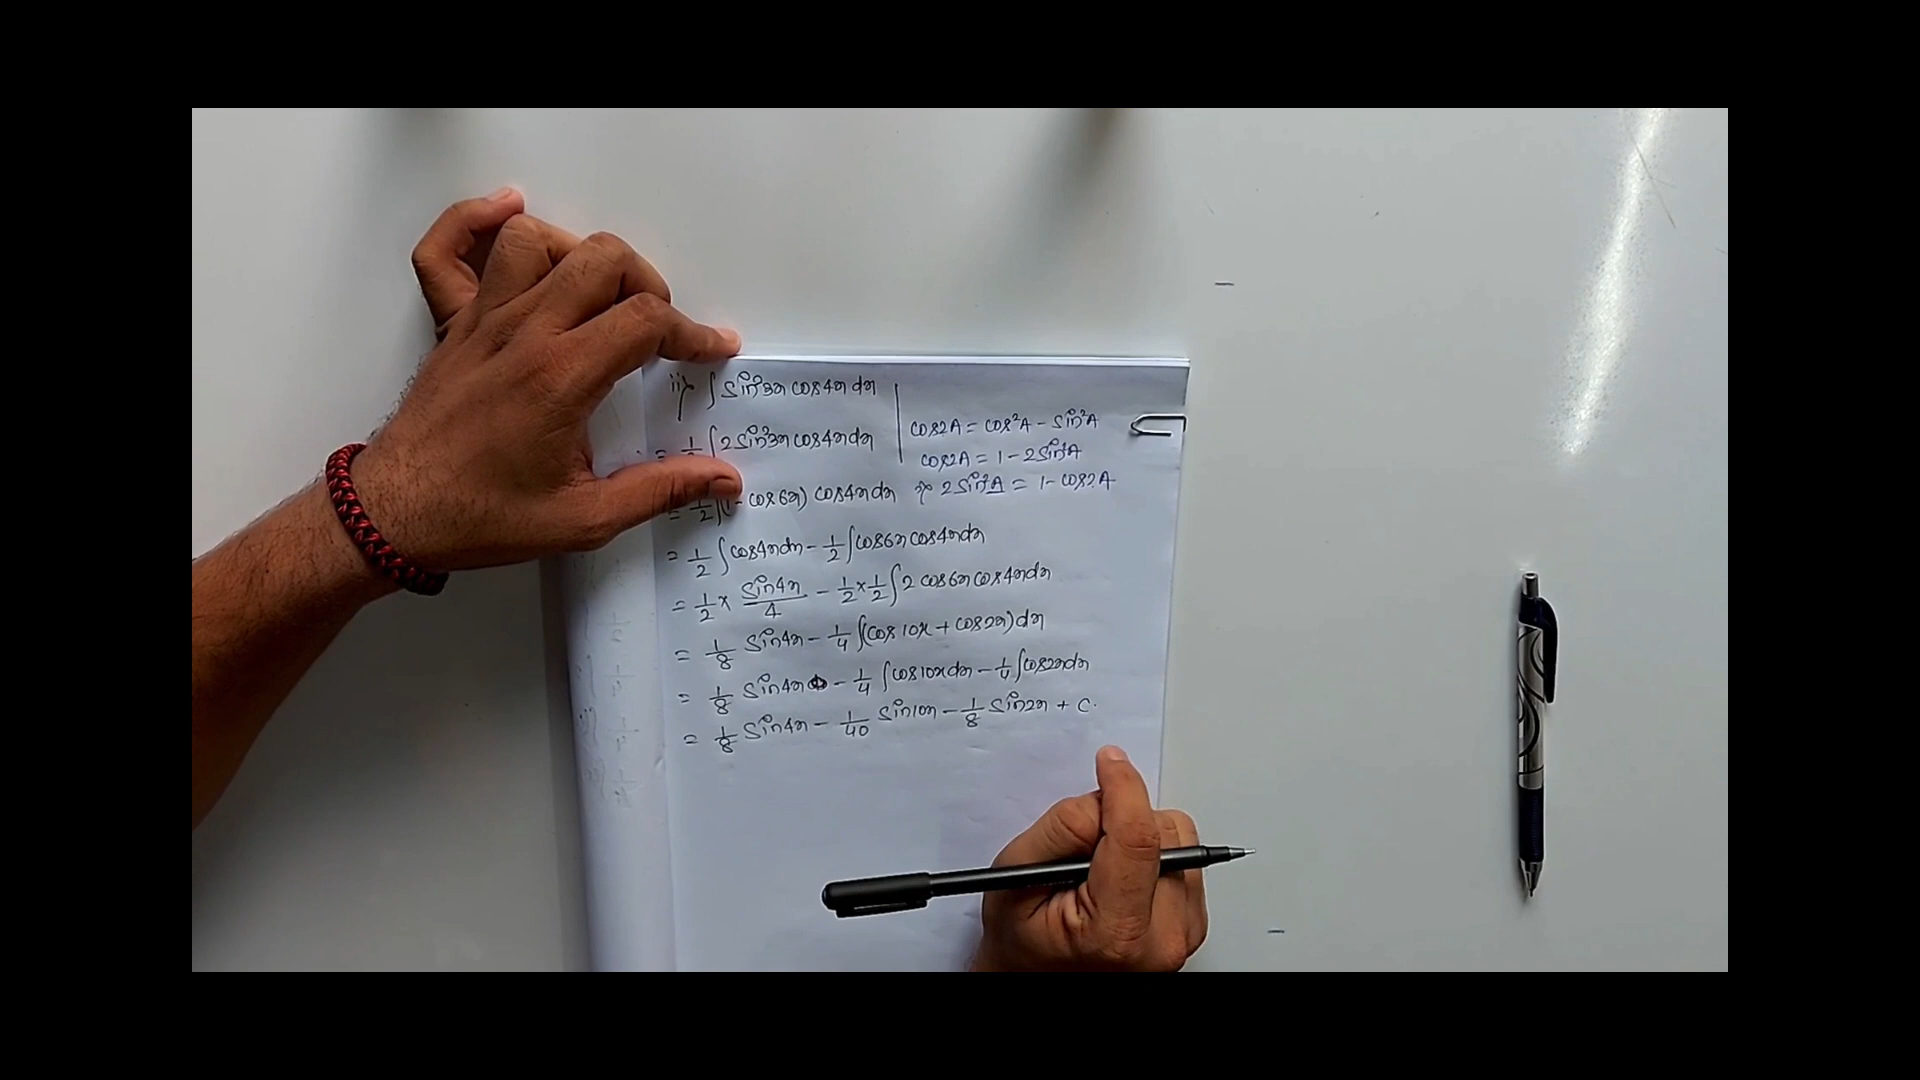 ii) ∫ sin²3x cos4x dx
= 1/2 ∫ 2 sin²3x cos4x dx
= 1/2 ∫(1 - cos6x) cos4x dx
= 1/2 ∫ cos4x dx - 1/2 ∫ cos6x cos4x dx
= 1/2 × sin4x/4 - 1/2 × 1/2 ∫ 2 cos6x cos4x dx
= 1/8 sin4x - 1/4 ∫(cos10x + cos2x) dx
= 1/8 sin4x - 1/4 ∫ cos10x dx - 1/4 ∫ cos2x dx
= 1/8 sin4x - 1/40 sin10x - 1/8 sin2x + c.
cos2A = cos²A - sin²A
cos2A = 1 - 2sin²A
2sin²A = 1 - cos2A